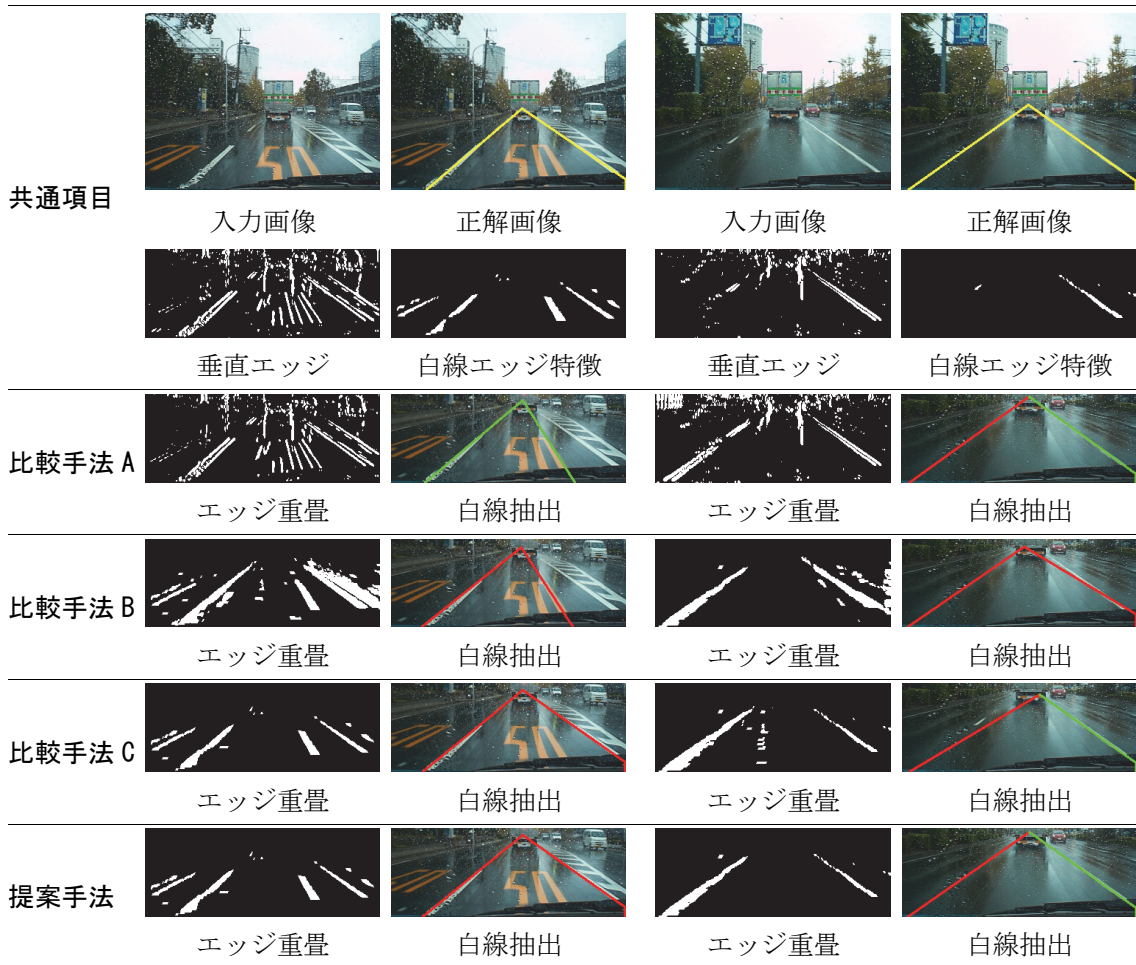 共通項目
入力画像 正解画像 入力画像 正解画像
垂直エッジ 白線エッジ特徴 垂直エッジ 白線エッジ特徴
比較手法 A
エッジ重畳 白線抽出 エッジ重畳 白線抽出
比較手法 B
エッジ重畳 白線抽出 エッジ重畳 白線抽出
比較手法 C
エッジ重畳 白線抽出 エッジ重畳 白線抽出
提案手法
エッジ重畳 白線抽出 エッジ重畳 白線抽出